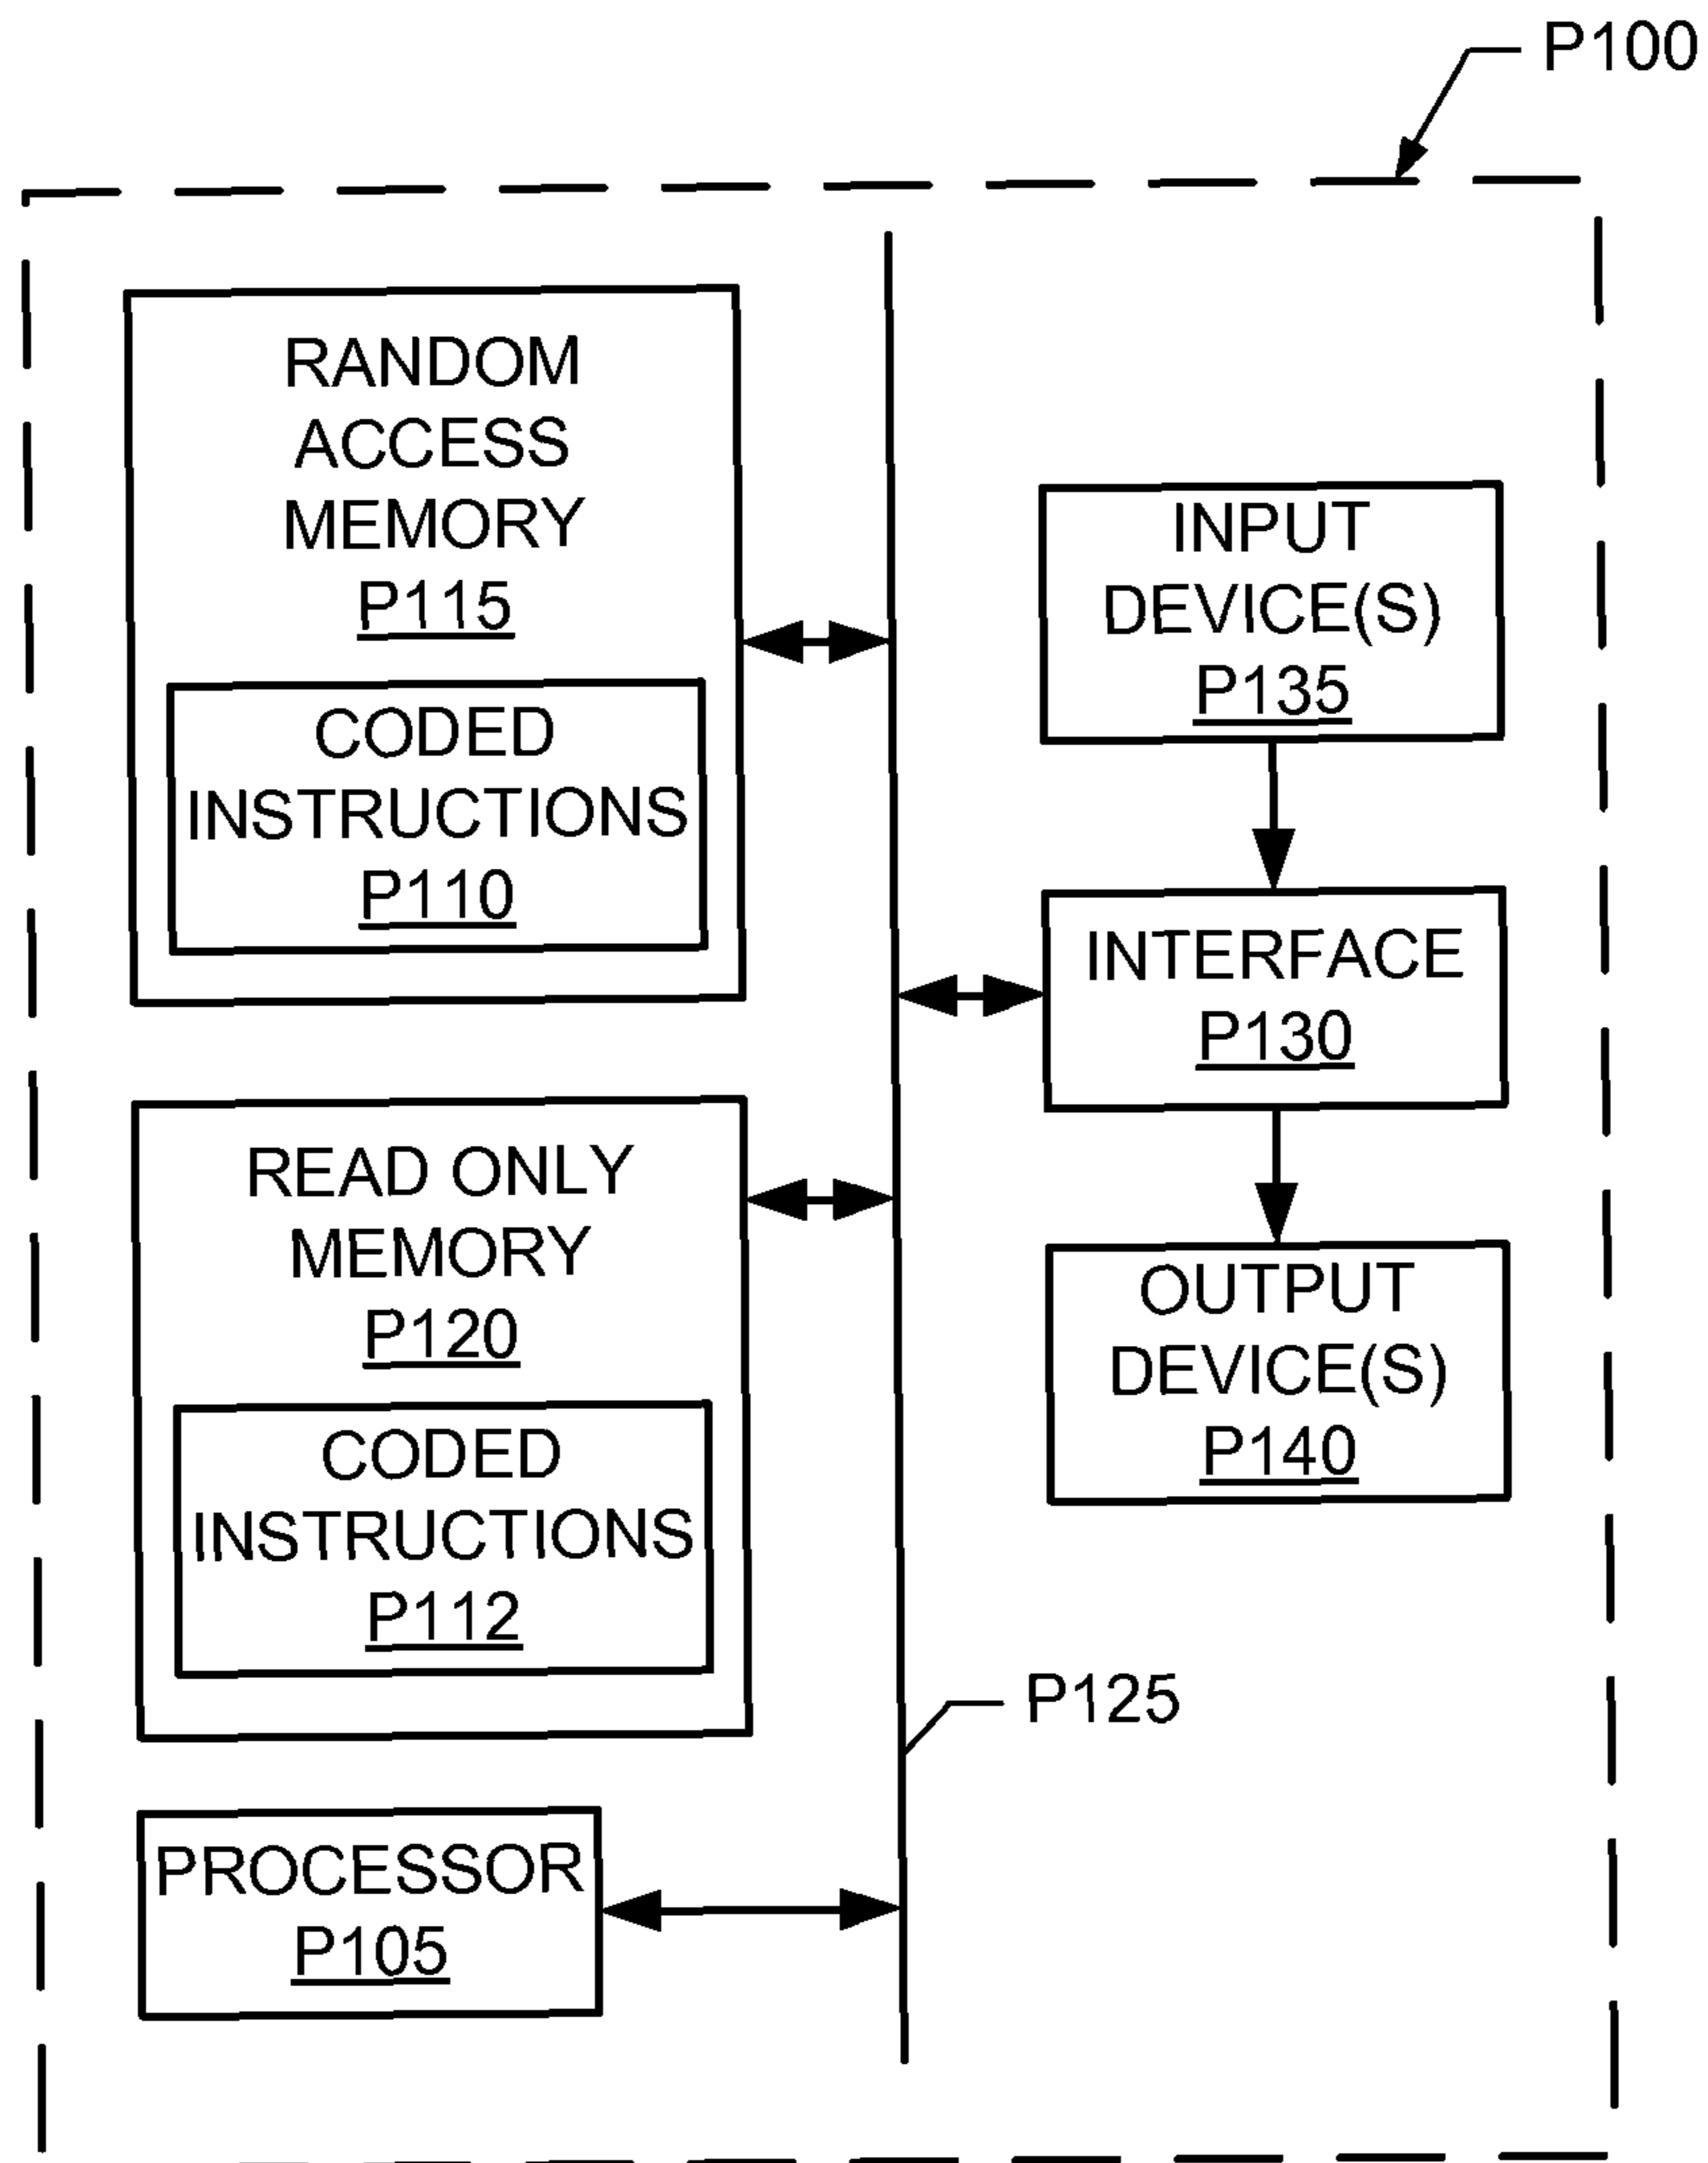 P100
RANDOM
ACCESS
MEMORY
P115
CODED
INSTRUCTIONS
P110
READ ONLY
MEMORY
P120
CODED
INSTRUCTIONS
P112
PROCESSOR
P105
INPUT
DEVICE(S)
P135
INTERFACE
P130
OUTPUT
DEVICE(S)
P140
P125